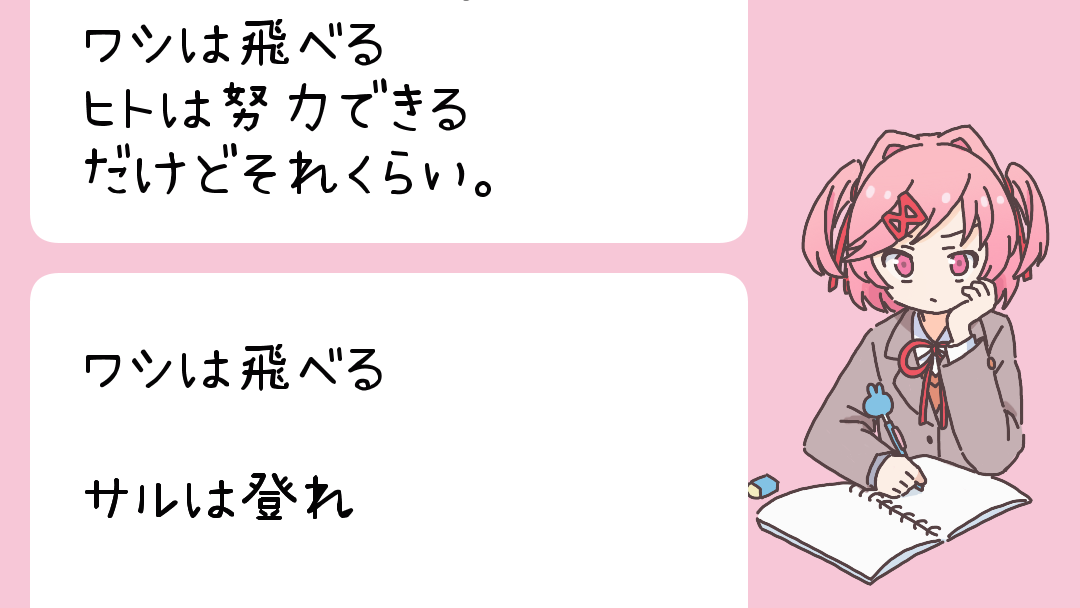 ワシは飛べる
ヒトは努力できる
だけどそれくらい。
ワシは飛べる
サルは登れ